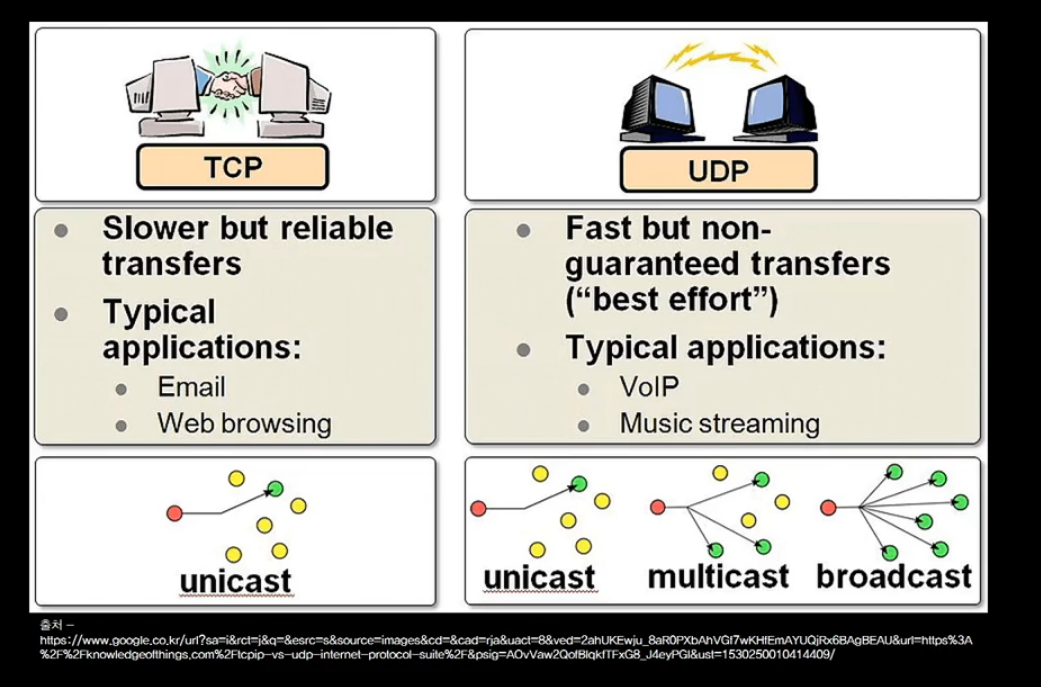 TCP
Slower but reliable
transfers
Typical
applications:
Email
Web browsing
unicast
UDP
Fast but non-
guaranteed transfers
(“best effort”)
Typical applications:
VoIP
Music streaming
unicast multicast broadcast
출처 –
https://www.google.co.kr/url?sa=i&rct=j&q=&esrc=s&source=images&cd=&cad=rja&uact=8&ved=2ahUKEwju_8aR0PXbAhVGf7wKHfEmAYUQjRx6BAgBEAU&url=https%3A
%2F%2Fknowledgeofthings.com%2Ftcpip-vs-udp-internet-protocol-suite%2F&psig=AOvVaw2QofBlqkfTFxG8_J4eyPGl&ust=1530250010414409/